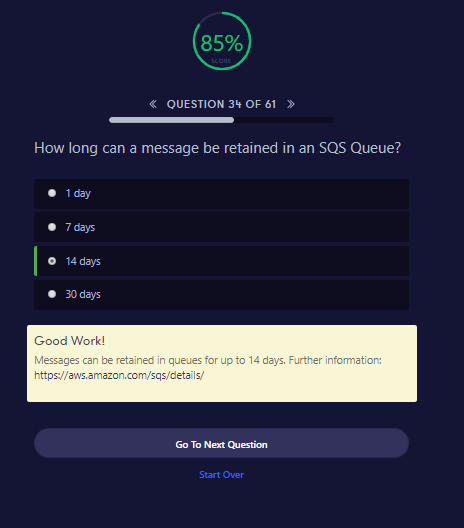 85%
SCORE
QUESTION 34 OF 61
How long can a message be retained in an SQS Queue?
1 day
7 days
14 days
30 days
Good Work!
Messages can be retained in queues for up to 14 days. Further information:
https://aws.amazon.com/sqs/details/
Go To Next Question
Start Over